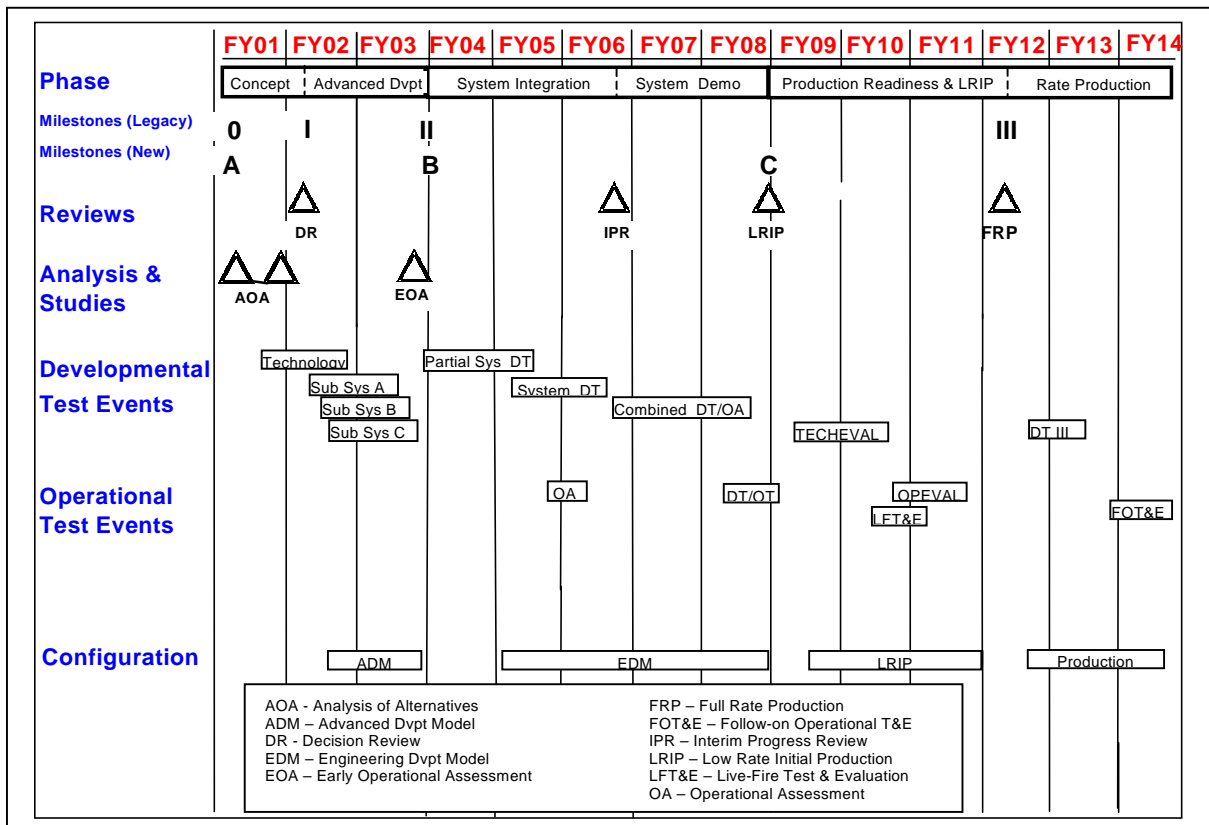 FY01 FY02 FY03 FY04 FY05 FY06 FY07 FY08 FY09 FY10 FY11 FY12 FY13 FY14
Phase
Concept Advanced Dvpt System Integration System Demo Production Readiness & LRIP Rate Production
Milestones (Legacy)
0 I II III
Milestones (New)
A B C
Reviews
DR IPR LRIP FRP
Analysis &
Studies
AOA EOA
Developmental
Test Events
Technology Partial Sys DT
Sub Sys A System DT
Sub Sys B Combined DT/OA
Sub Sys C TECHEVAL DT III
Operational
Test Events
OA DT/OT OPEVAL
LFT&E FOT&E
Configuration
ADM EDM LRIP Production
AOA - Analysis of Alternatives
ADM – Advanced Dvpt Model
DR - Decision Review
EDM – Engineering Dvpt Model
EOA – Early Operational Assessment
FRP – Full Rate Production
FOT&E – Follow-on Operational T&E
IPR – Interim Progress Review
LRIP – Low Rate Initial Production
LFT&E – Live-Fire Test & Evaluation
OA – Operational Assessment